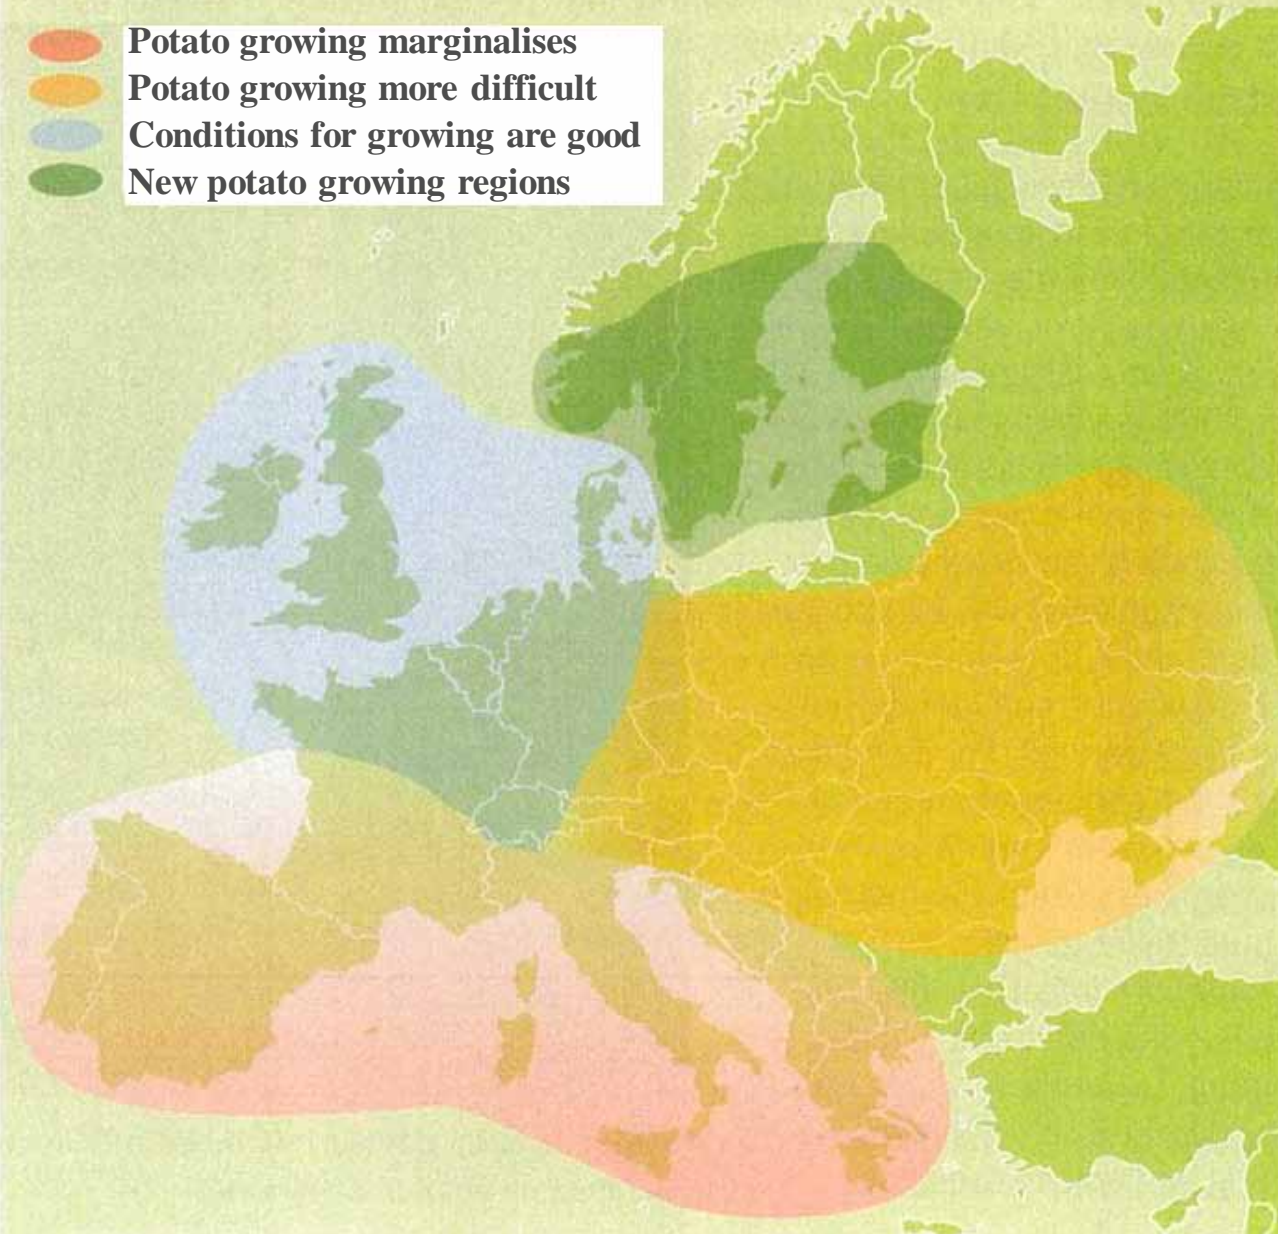 Potato growing marginalises
Potato growing more difficult
Conditions for growing are good
New potato growing regions